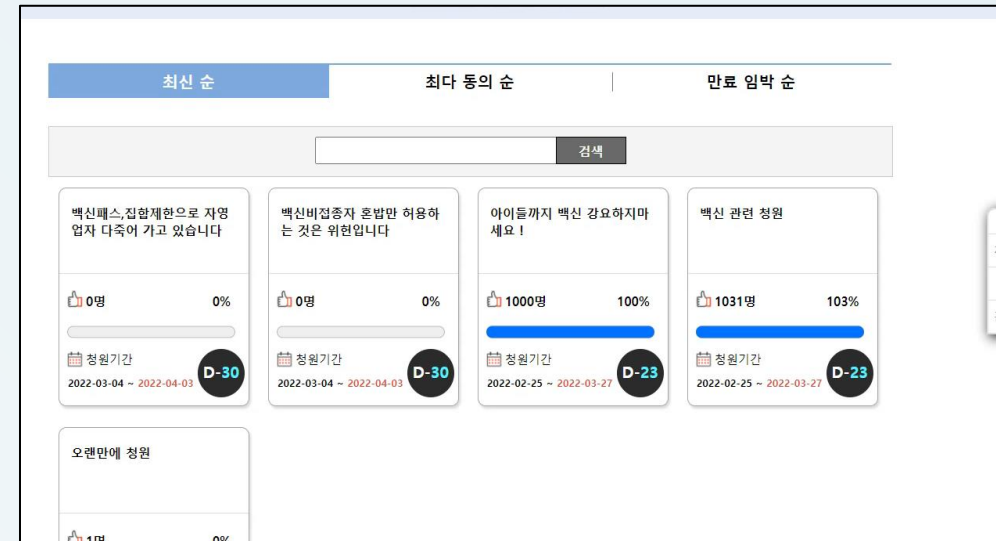 최신 순 최다 동의 순 만료 임박 순
검색
백신패스,집합제한으로 자영
업자 다죽어 가고 있습니다
0명 0%
청원기간
2022-03-04 ~ 2022-04-03
D-30
백신비접종자 혼밥만 허용하
는 것은 위헌입니다
0명 0%
청원기간
2022-03-04 ~ 2022-04-03
D-30
아이들까지 백신 강요하지마
세요 !
1000명 100%
청원기간
2022-02-25 ~ 2022-03-27
D-23
백신 관련 청원
1031명 103%
청원기간
2022-02-25 ~ 2022-03-27
D-23
오랜만에 청원
1명 0%